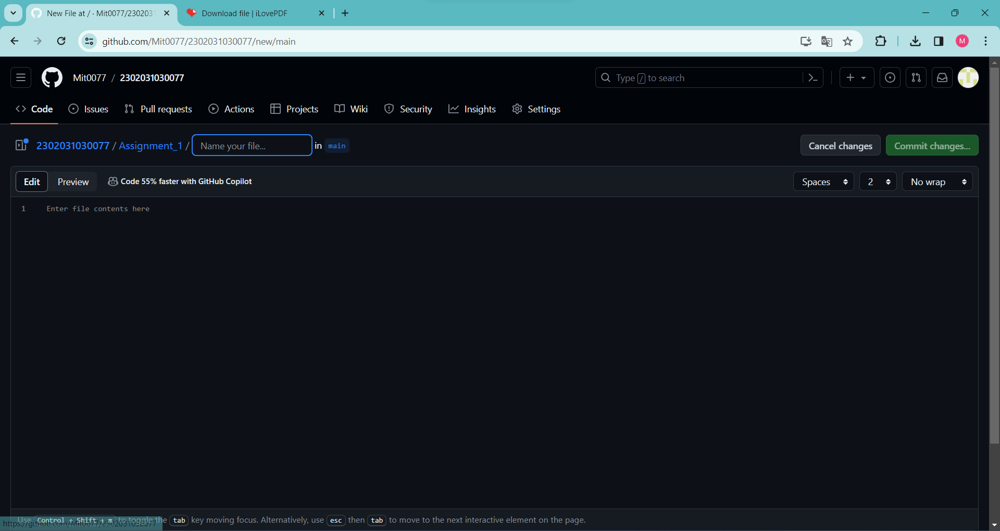 New File at / · Mit0077/230203
Download file | iLovePDF
github.com/Mit0077/2302031030077/new/main
M
Mit0077 / 2302031030077
Type / to search
Code
Issues
Pull requests
Actions
Projects
Wiki
Security
Insights
Settings
2302031030077 / Assignment_1 / Name your file... in main
Cancel changes
Commit changes...
Edit
Preview
Code 55% faster with GitHub Copilot
Spaces
2
No wrap
1 Enter file contents here
Use Control + Shift + m to toggle the tab key moving focus. Alternatively, use esc then tab to move to the next interactive element on the page.
https://github.com/Mit0077/2302031030077